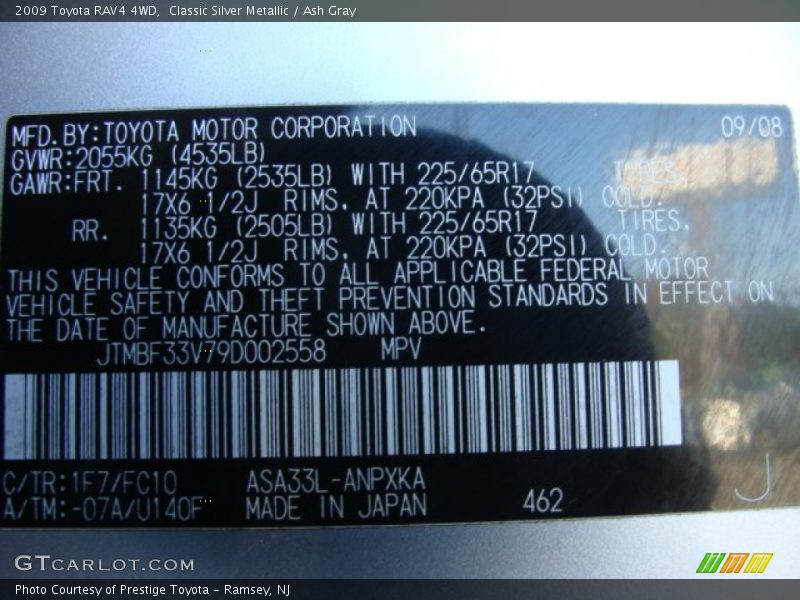 2009 Toyota RAV4 4WD,  Classic Silver Metallic / Ash Gray
MFD.BY:TOYOTA MOTOR CORPORATION 09/08
GVWR:2055KG (4535LB)
GAWR:FRT. 1145KG (2535LB) WITH 225/65R17 TIRES,
17X6 1/2J RIMS, AT 220KPA (32PSI) COLD.
RR. 1135KG (2505LB) WITH 225/65R17 TIRES,
17X6 1/2J RIMS, AT 220KPA (32PSI) COLD.
THIS VEHICLE CONFORMS TO ALL APPLICABLE FEDERAL MOTOR
VEHICLE SAFETY AND THEFT PREVENTION STANDARDS IN EFFECT ON
THE DATE OF MANUFACTURE SHOWN ABOVE.
JTMBF33V79D002558 MPV
C/TR:1F7/FC10 ASA33L-ANPXKA
A/TM:-07A/U140F MADE IN JAPAN 462
J
GTCARLOT.COM
Photo Courtesy of Prestige Toyota - Ramsey, NJ